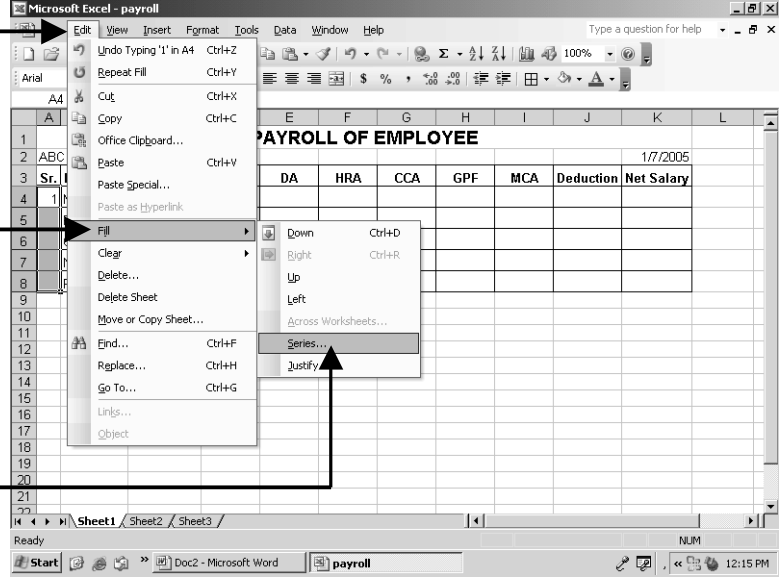 Microsoft Excel - payroll
Edit View Insert Format Tools Data Window Help Type a question for help
Undo Typing '1' in A4 Ctrl+Z
100%
Repeat Fill Ctrl+Y
Arial
$ %
A4
Cut Ctrl+X
Copy Ctrl+C
A E F G H I J K L
Office Clipboard...
1 PAYROLL OF EMPLOYEE
2 ABC 1/7/2005
Paste Ctrl+V
3 Sr. DA HRA CCA GPF MCA Deduction Net Salary
Paste Special...
4 1
Paste as Hyperlink
5
Fill Down Ctrl+D
6
Clear Right Ctrl+R
7
Delete... Up
8
Delete Sheet Left
9
10
Move or Copy Sheet... Across Worksheets...
11
Find... Ctrl+F Series...
12
13
Replace... Ctrl+H Justify
14
Go To... Ctrl+G
15
Links...
16
17
Object
18
19
20
21
22
Sheet1 Sheet2 Sheet3
Ready NUM
Start » Doc2 - Microsoft Word payroll « 12:15 PM